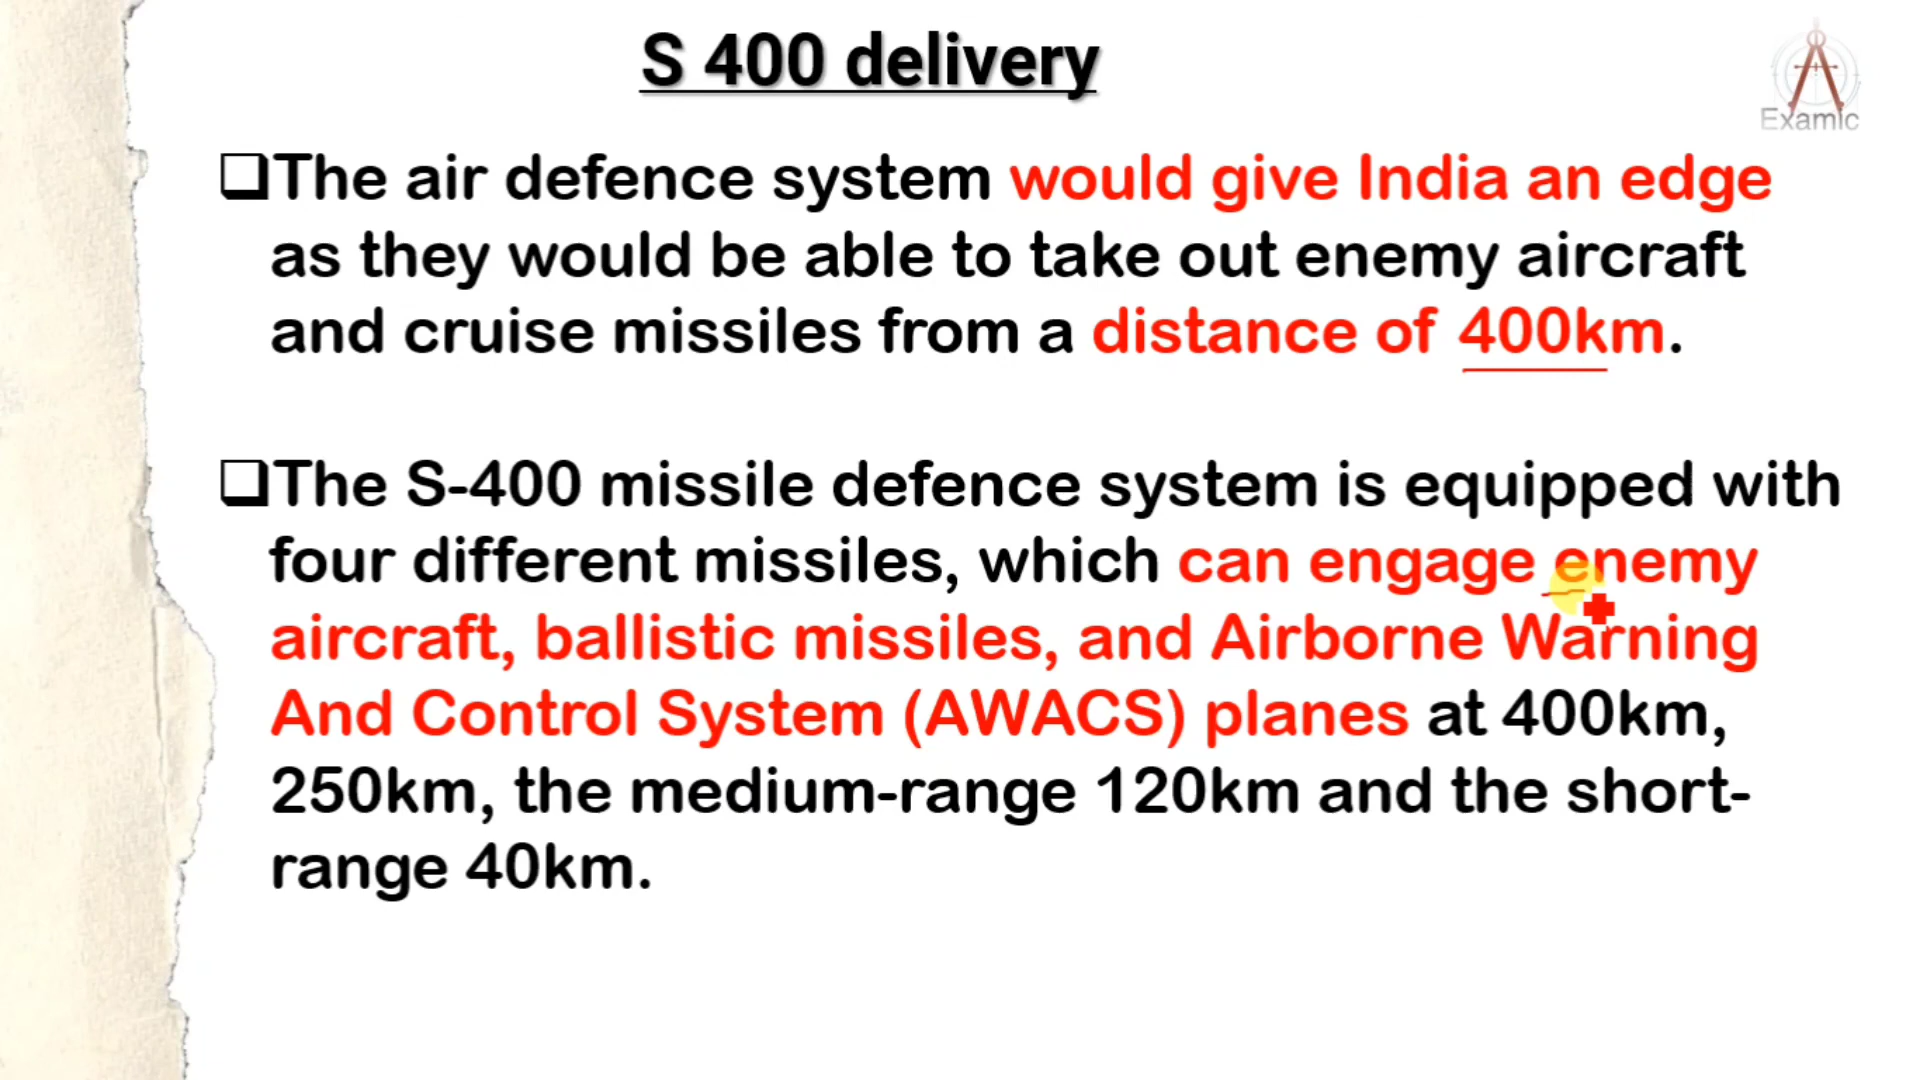 S 400 delivery
Examic
The air defence system would give India an edge
as they would be able to take out enemy aircraft
and cruise missiles from a distance of 400km.
The S-400 missile defence system is equipped with
four different missiles, which can engage enemy
aircraft, ballistic missiles, and Airborne Warning
And Control System (AWACS) planes at 400km,
250km, the medium-range 120km and the short-
range 40km.